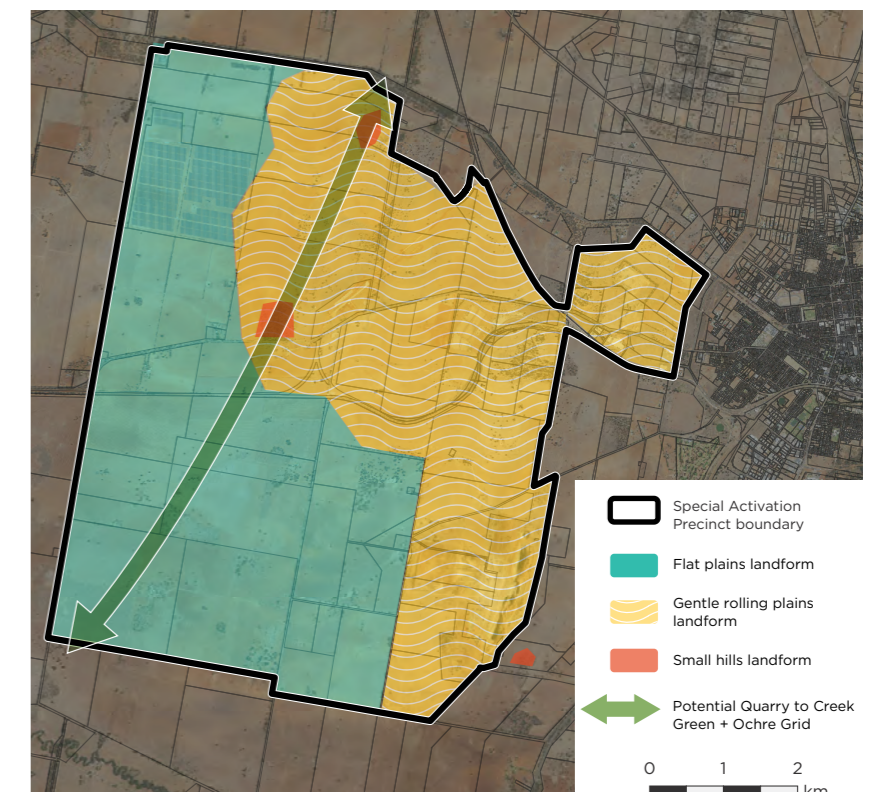 Special Activation
Precinct boundary
Flat plains landform
Gentle rolling plains
landform
Small hills landform
Potential Quarry to Creek
Green + Ochre Grid
0 1 2
km